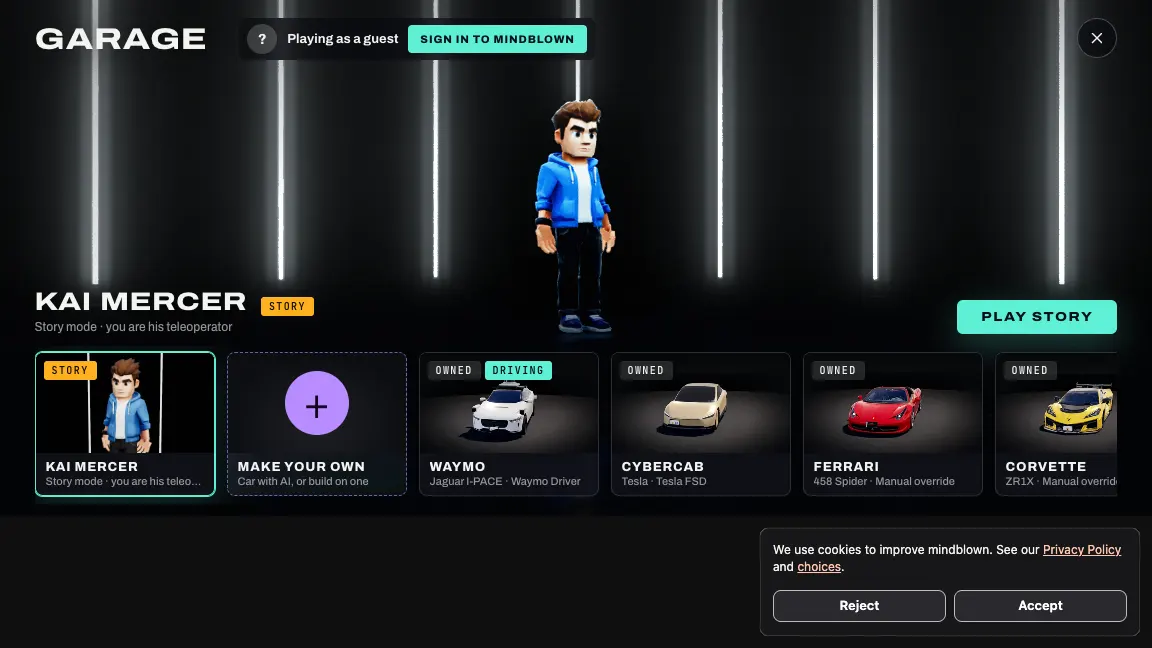 GARAGE
? Playing as a guest SIGN IN TO MINDBLOWN
KAI MERCER STORY
Story mode · you are his teleoperator
PLAY STORY
STORY
KAI MERCER
Story mode · you are his teleo...
+
MAKE YOUR OWN
Car with AI, or build on one
OWNED DRIVING
WAYMO
Jaguar I-PACE · Waymo Driver
OWNED
CYBERCAB
Tesla · Tesla FSD
OWNED
FERRARI
458 Spider · Manual override
OWNED
CORVETTE
ZR1X · Manual override
We use cookies to improve mindblown. See our Privacy Policy
and choices.
Reject
Accept